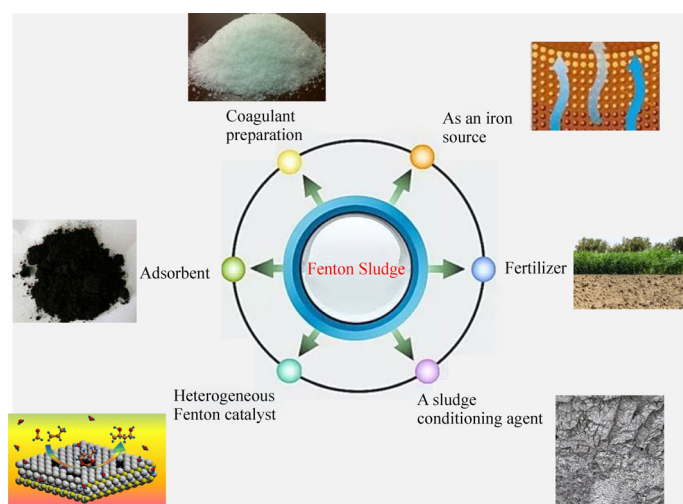 Coagulant
preparation
As an iron
source
Adsorbent
Fenton Sludge
Fertilizer
Heterogeneous
Fenton catalyst
A sludge
conditioning agent